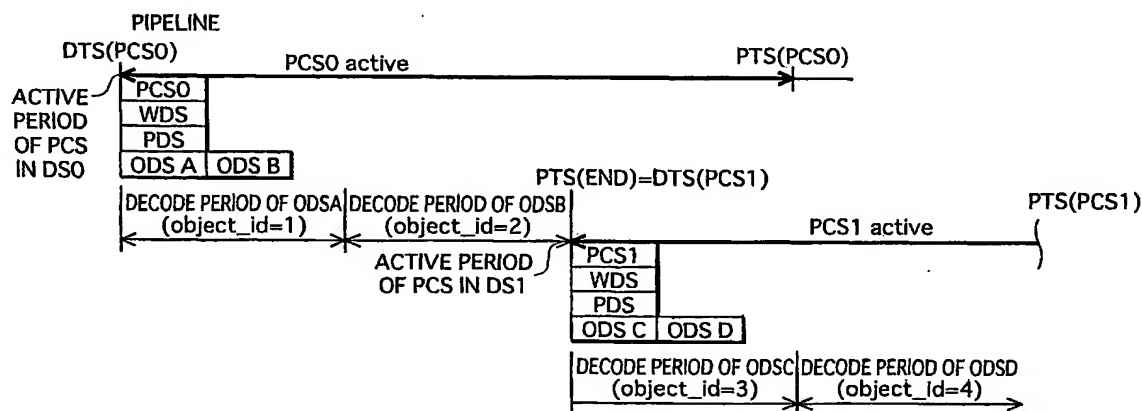 PIPELINE
DTS(PCS0)
PCS0 active
PTS(PCS0)
ACTIVE
PERIOD
OF PCS
IN DS0
PCS0
WDS
PDS
ODS A ODS B
PTS(END)=DTS(PCS1)
DECODE PERIOD OF ODSA DECODE PERIOD OF ODSB
(object_id=1) (object_id=2)
PTS(PCS1)
PCS1 active
ACTIVE PERIOD
OF PCS IN DS1
PCS1
WDS
PDS
ODS C ODS D
DECODE PERIOD OF ODSC DECODE PERIOD OF ODSD
(object_id=3) (object_id=4)